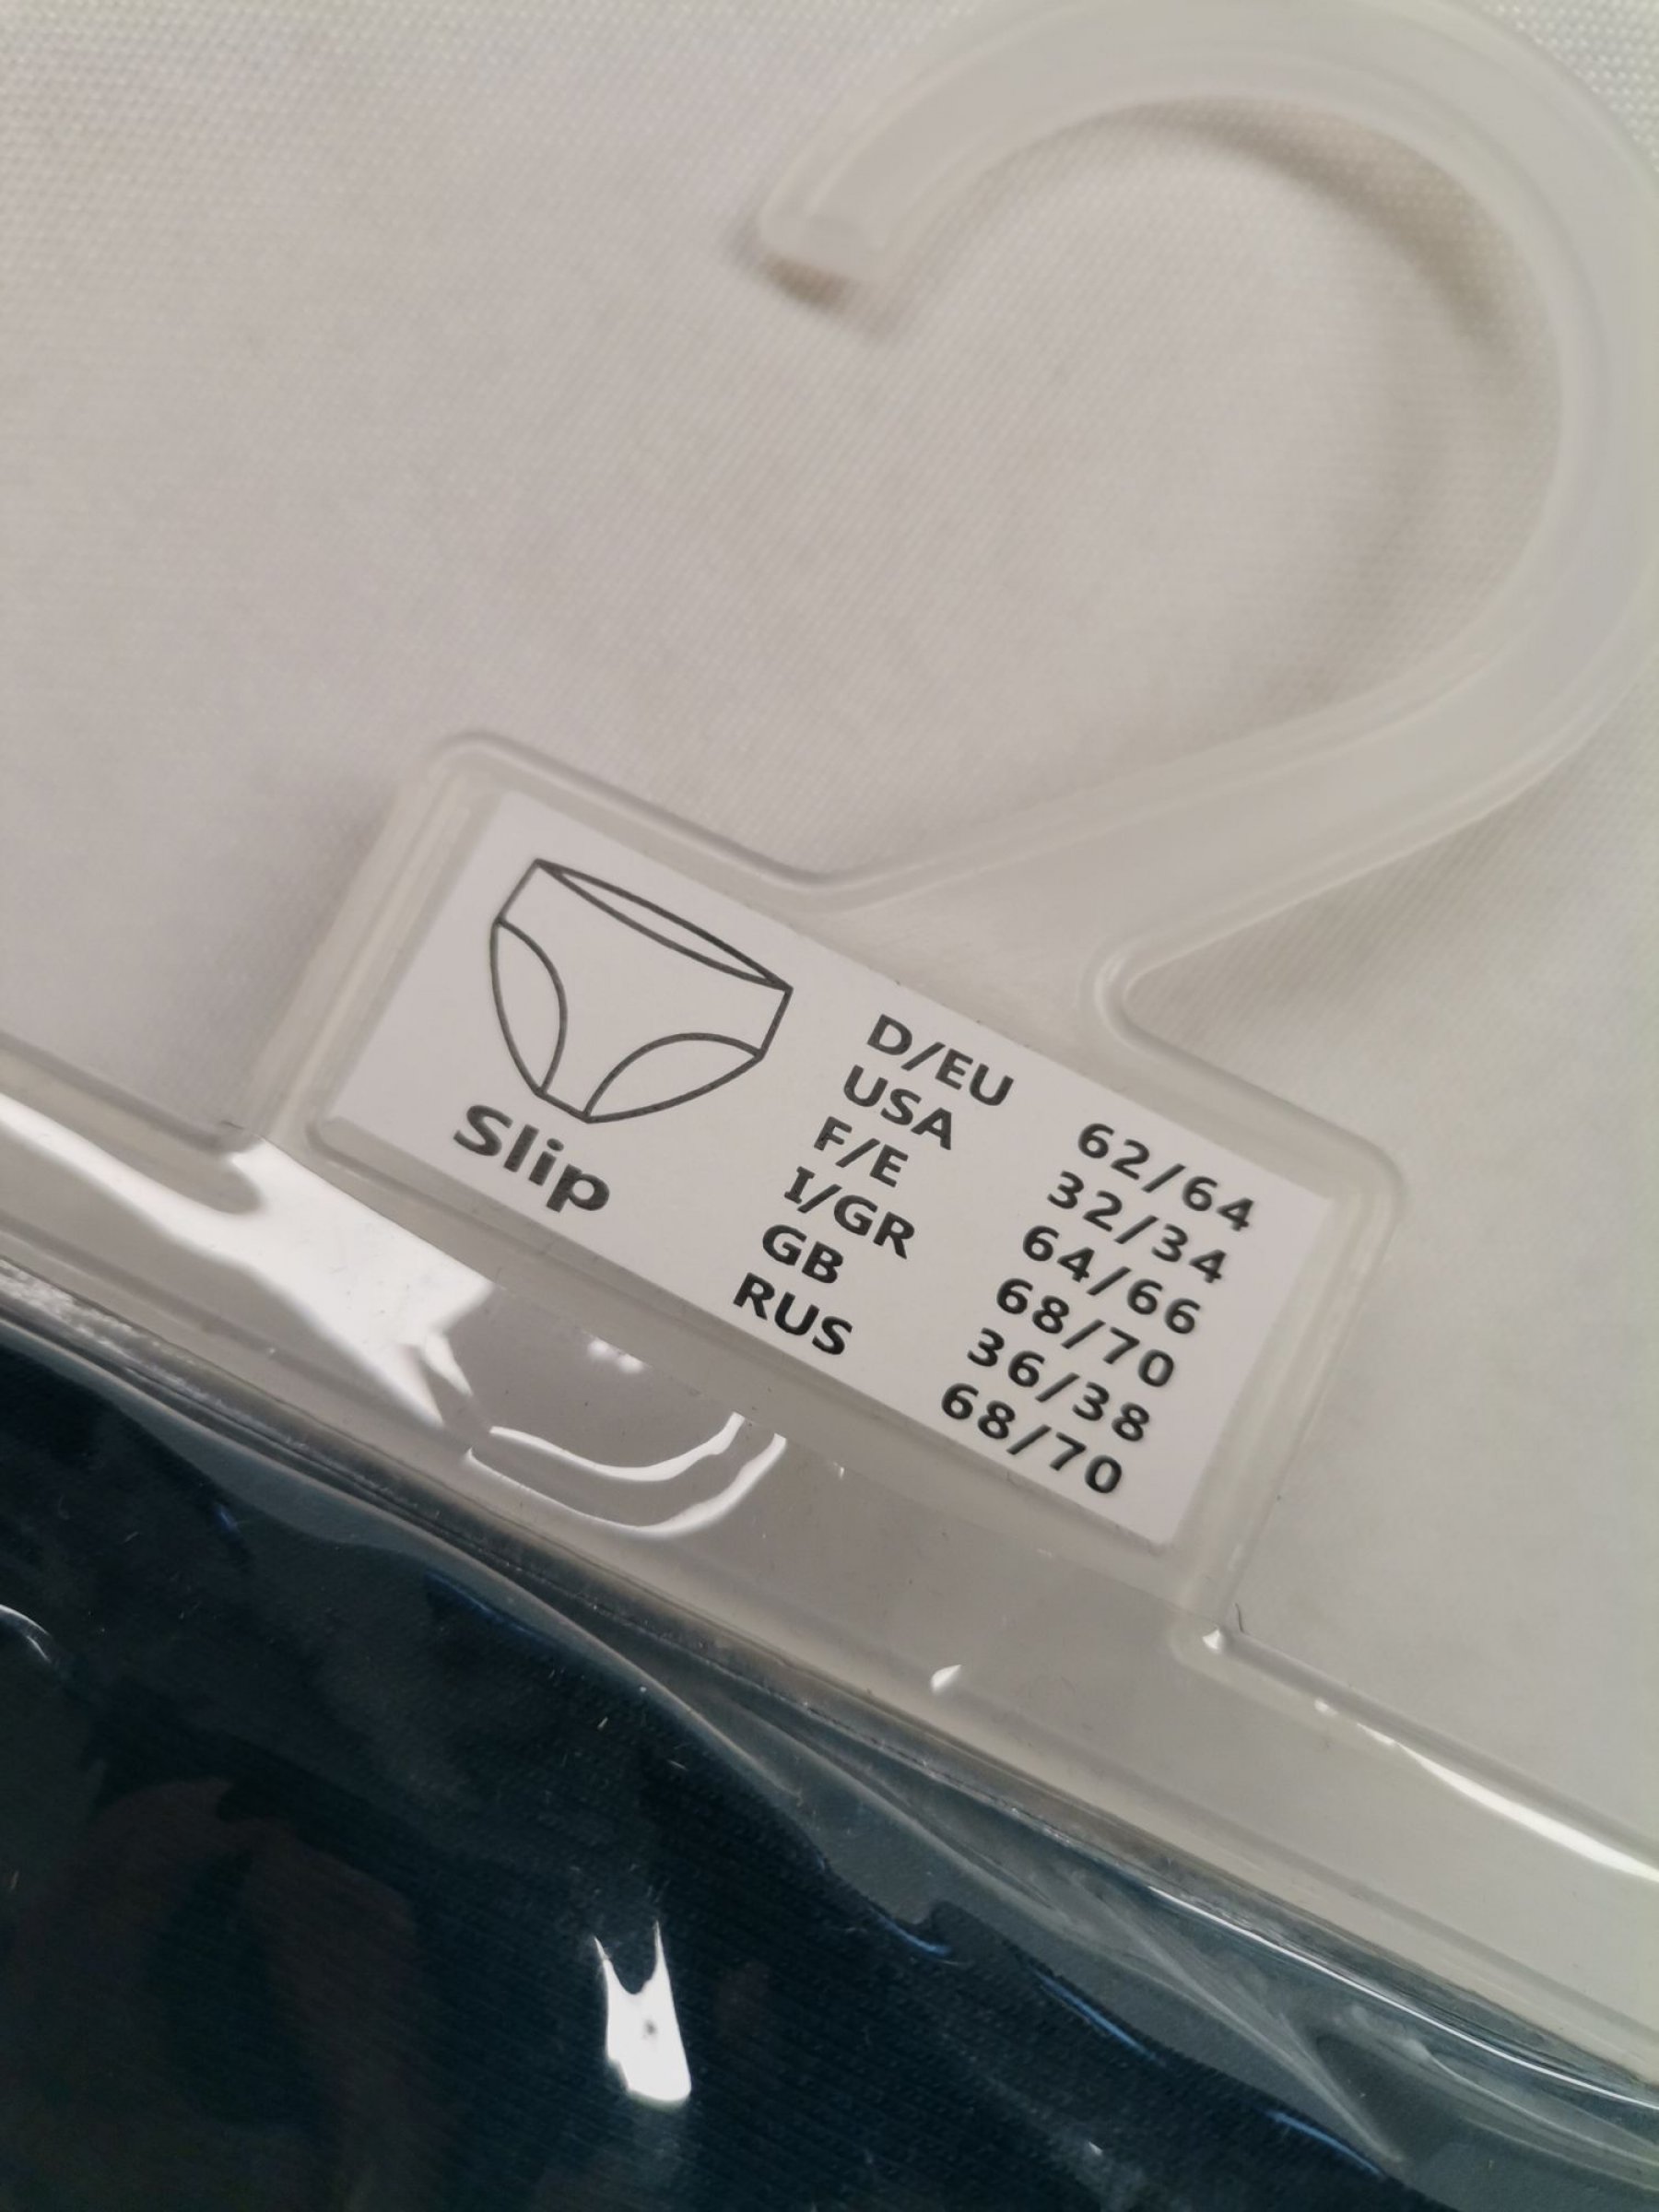 Slip
D/EU 62/64
USA 32/34
F/E 64/66
I/GR 68/70
GB 36/38
RUS 68/70